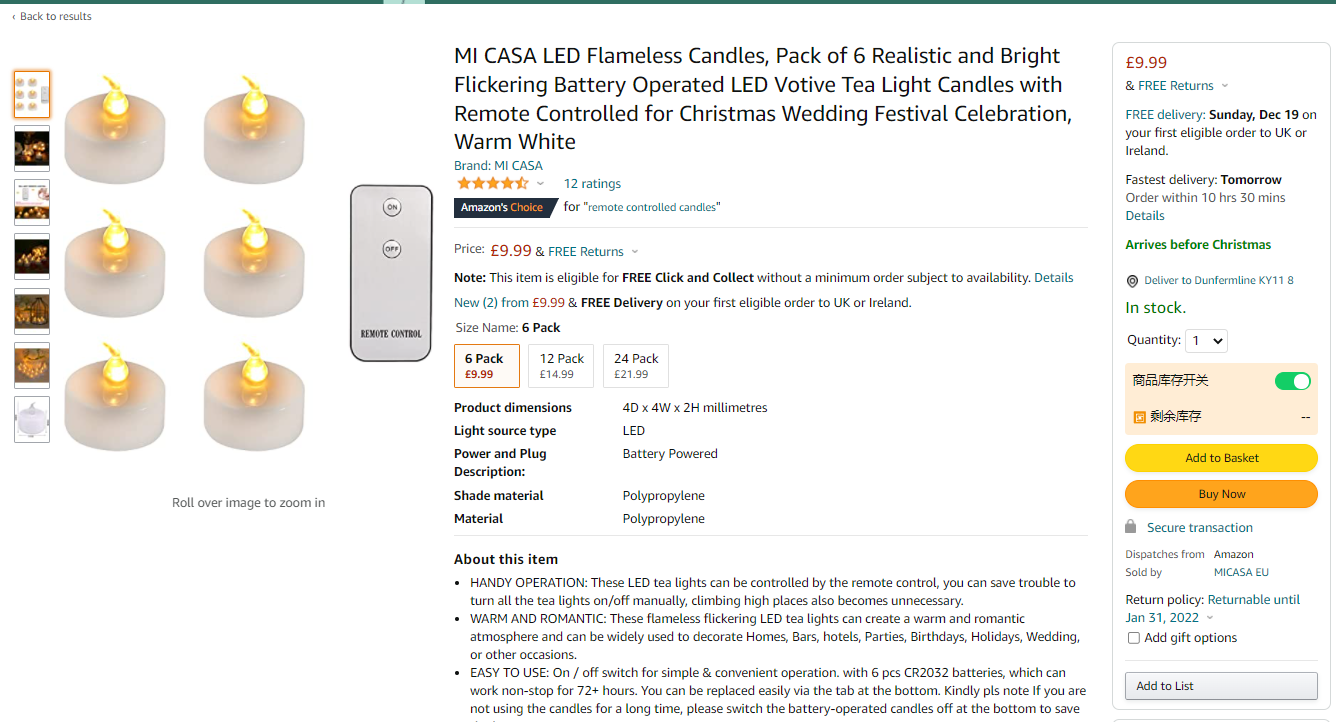 ‹ Back to results
MI CASA LED Flameless Candles, Pack of 6 Realistic and Bright
Flickering Battery Operated LED Votive Tea Light Candles with
Remote Controlled for Christmas Wedding Festival Celebration,
Warm White
Brand: MI CASA
12 ratings
Amazon's Choice for "remote controlled candles"
Price: £9.99 & FREE Returns
Note: This item is eligible for FREE Click and Collect without a minimum order subject to availability. Details
New (2) from £9.99 & FREE Delivery on your first eligible order to UK or Ireland.
Size Name: 6 Pack
6 Pack 12 Pack 24 Pack
£9.99 £14.99 £21.99
Product dimensions 4D x 4W x 2H millimetres
Light source type LED
Power and Plug Battery Powered
Description:
Shade material Polypropylene
Material Polypropylene
About this item
• HANDY OPERATION: These LED tea lights can be controlled by the remote control, you can save trouble to
turn all the tea lights on/off manually, climbing high places also becomes unnecessary.
• WARM AND ROMANTIC: These flameless flickering LED tea lights can create a warm and romantic
atmosphere and can be widely used to decorate Homes, Bars, hotels, Parties, Birthdays, Holidays, Wedding,
or other occasions.
• EASY TO USE: On / off switch for simple & convenient operation. with 6 pcs CR2032 batteries, which can
work non-stop for 72+ hours. You can be replaced easily via the tab at the bottom. Kindly pls note If you are
not using the candles for a long time, please switch the battery-operated candles off at the bottom to save
ON
OFF
REMOTE CONTROL
Roll over image to zoom in
£9.99
& FREE Returns
FREE delivery: Sunday, Dec 19 on
your first eligible order to UK or
Ireland.
Fastest delivery: Tomorrow
Order within 10 hrs 30 mins
Details
Arrives before Christmas
Deliver to Dunfermline KY11 8
In stock.
Quantity: 1
商品库存开关
剩余库存 --
Add to Basket
Buy Now
Secure transaction
Dispatches from Amazon
Sold by MICASA EU
Return policy: Returnable until
Jan 31, 2022
Add gift options
Add to List